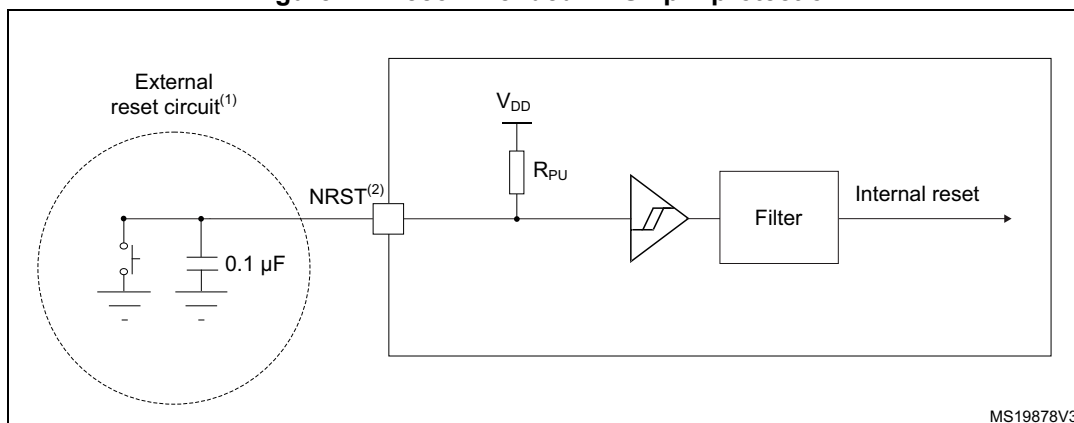 External
reset circuit(1)
VDD
RPU
NRST(2)
Filter
Internal reset
0.1 µF
MS19878V3